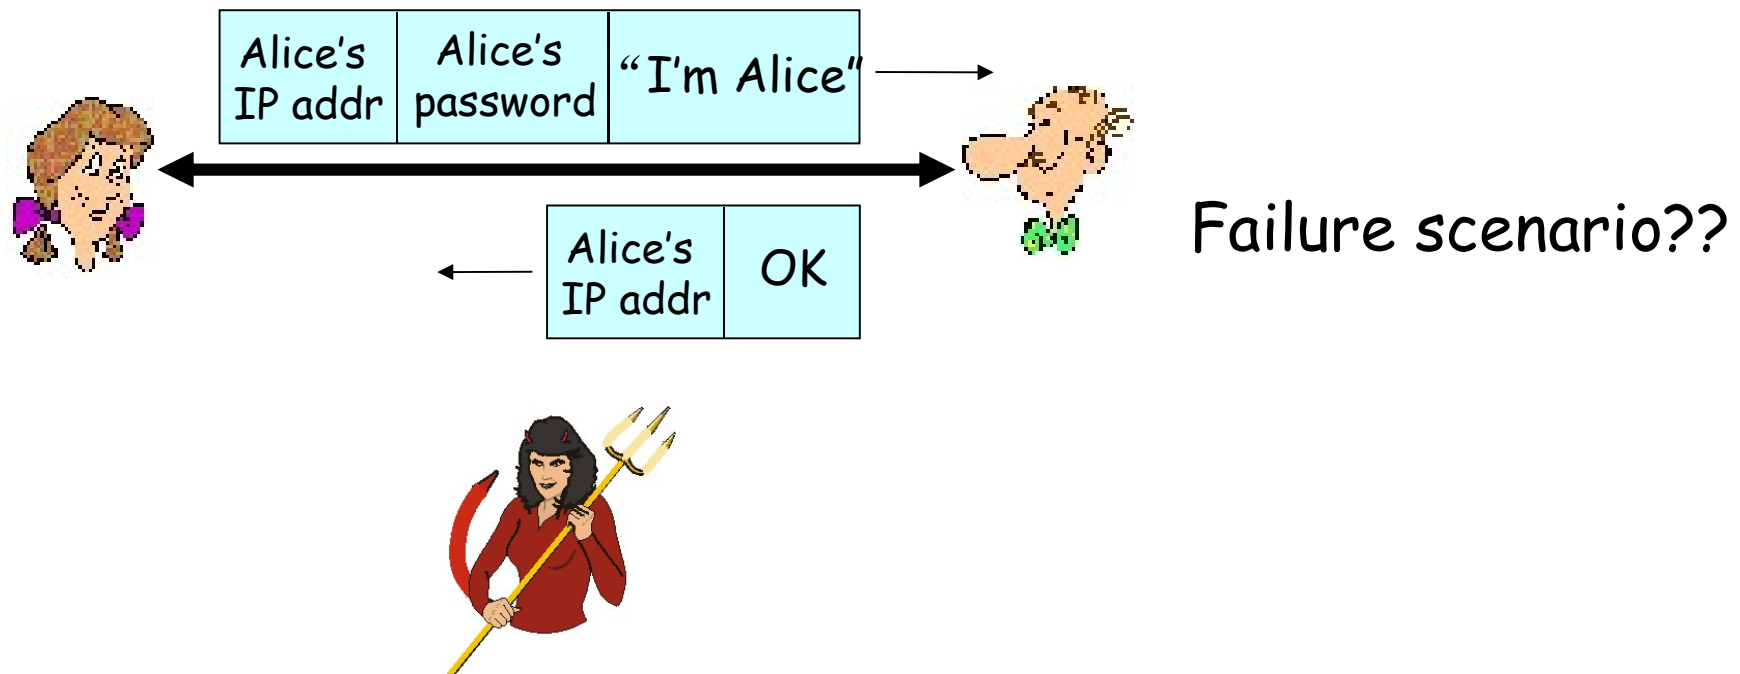 Alice’s
IP addr
Alice’s
password
“I’m Alice”
Alice’s
IP addr
OK
Failure scenario??